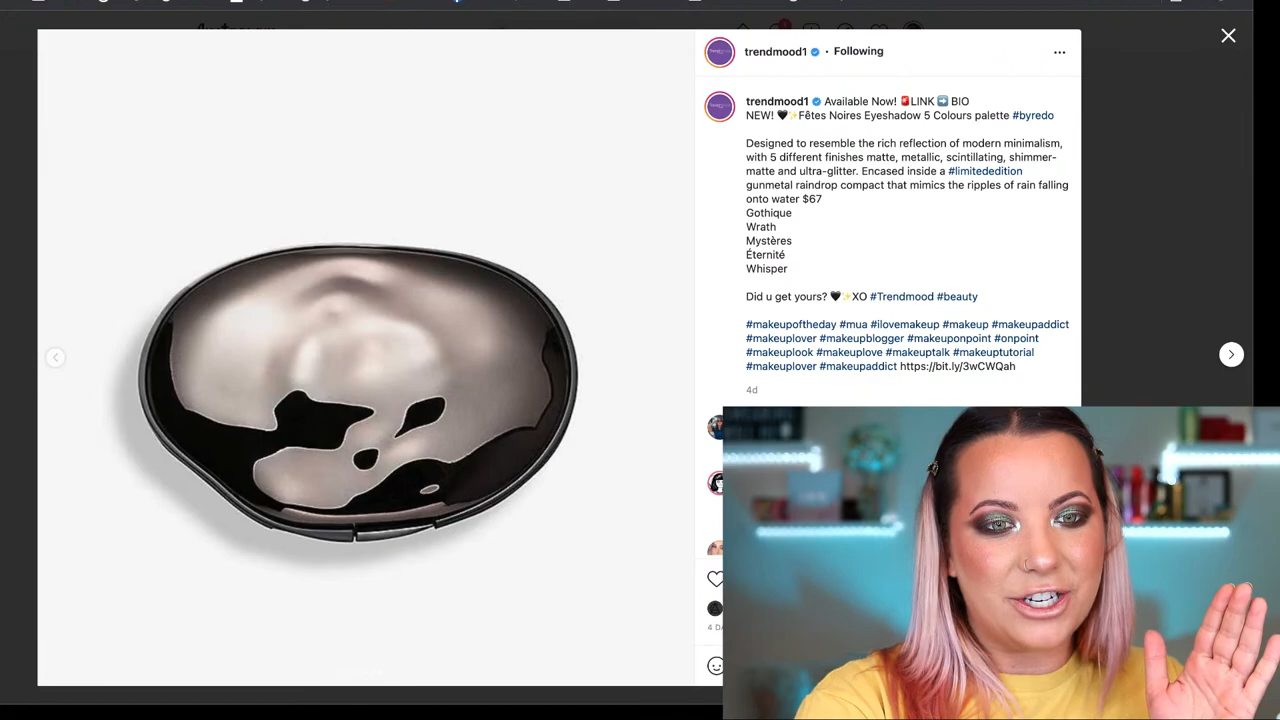 trendmood1 • Following
trendmood1 Available Now! 🚨LINK ➡️ BIO
NEW! 🖤✨Fêtes Noires Eyeshadow 5 Colours palette #byredo
Designed to resemble the rich reflection of modern minimalism,
with 5 different finishes matte, metallic, scintillating, shimmer-
matte and ultra-glitter. Encased inside a #limitededition
gunmetal raindrop compact that mimics the ripples of rain falling
onto water $67
Gothique
Wrath
Mystères
Éternité
Whisper
Did u get yours? 🖤✨XO #Trendmood #beauty
#makeupoftheday #mua #ilovemakeup #makeup #makeupaddict
#makeuplover #makeupblogger #makeuponpoint #onpoint
#makeuplook #makeuplove #makeuptalk #makeuptutorial
#makeuplover #makeupaddict https://bit.ly/3wCWQah
4d
4 DA